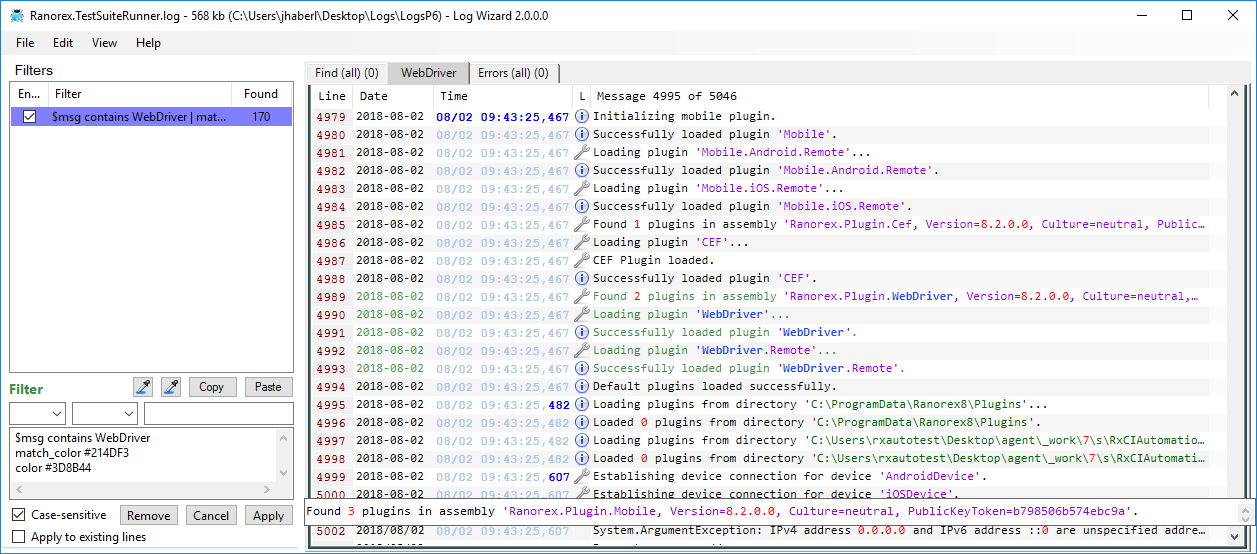 Ranorex.TestSuiteRunner.log - 568 kb (C:\Users\jhaberl\Desktop\Logs\LogsP6) - Log Wizard 2.0.0.0
File Edit View Help
Filters
En... Filter Found
$msg contains WebDriver | mat... 170
Filter
Copy Paste
$msg contains WebDriver
match_color #214DF3
color #3D8B44
Case-sensitive Remove Cancel Apply
Apply to existing lines
Find (all) (0) WebDriver Errors (all) (0)
Line Date Time L Message 4995 of 5046
4979 2018-08-02 08/02 09:43:25,467 Initializing mobile plugin.
4980 2018-08-02 08/02 09:43:25,467 Successfully loaded plugin 'Mobile'.
4981 2018-08-02 08/02 09:43:25,467 Loading plugin 'Mobile.Android.Remote'...
4982 2018-08-02 08/02 09:43:25,467 Successfully loaded plugin 'Mobile.Android.Remote'.
4983 2018-08-02 08/02 09:43:25,467 Loading plugin 'Mobile.iOS.Remote'...
4984 2018-08-02 08/02 09:43:25,467 Successfully loaded plugin 'Mobile.iOS.Remote'.
4985 2018-08-02 08/02 09:43:25,467 Found 1 plugins in assembly 'Ranorex.Plugin.Cef, Version=8.2.0.0, Culture=neutral, Public...
4986 2018-08-02 08/02 09:43:25,467 Loading plugin 'CEF'...
4987 2018-08-02 08/02 09:43:25,467 CEF Plugin loaded.
4988 2018-08-02 08/02 09:43:25,467 Successfully loaded plugin 'CEF'.
4989 2018-08-02 08/02 09:43:25,467 Found 2 plugins in assembly 'Ranorex.Plugin.WebDriver, Version=8.2.0.0, Culture=neutral,...
4990 2018-08-02 08/02 09:43:25,467 Loading plugin 'WebDriver'...
4991 2018-08-02 08/02 09:43:25,467 Successfully loaded plugin 'WebDriver'.
4992 2018-08-02 08/02 09:43:25,467 Loading plugin 'WebDriver.Remote'...
4993 2018-08-02 08/02 09:43:25,467 Successfully loaded plugin 'WebDriver.Remote'.
4994 2018-08-02 08/02 09:43:25,467 Default plugins loaded successfully.
4995 2018-08-02 08/02 09:43:25,482 Loading plugins from directory 'C:\ProgramData\Ranorex8\Plugins'...
4996 2018-08-02 08/02 09:43:25,482 Loaded 0 plugins from directory 'C:\ProgramData\Ranorex8\Plugins'.
4997 2018-08-02 08/02 09:43:25,482 Loading plugins from directory 'C:\Users\rxautotest\Desktop\agent\_work\7\s\RxCIAutomatio...
4998 2018-08-02 08/02 09:43:25,482 Loaded 0 plugins from directory 'C:\Users\rxautotest\Desktop\agent\_work\7\s\RxCIAutomati...
4999 2018-08-02 08/02 09:43:25,607 Establishing device connection for device 'AndroidDevice'.
5000 2018-08-02 08/02 09:43:25,607 Establishing device connection for device 'iOSDevice'.
Found 3 plugins in assembly 'Ranorex.Plugin.Mobile, Version=8.2.0.0, Culture=neutral, PublicKeyToken=b798506b574ebc9a'.
5002 2018/08/02 System.ArgumentException: IPv4 address 0.0.0.0 and IPv6 address ::0 are unspecified addre...